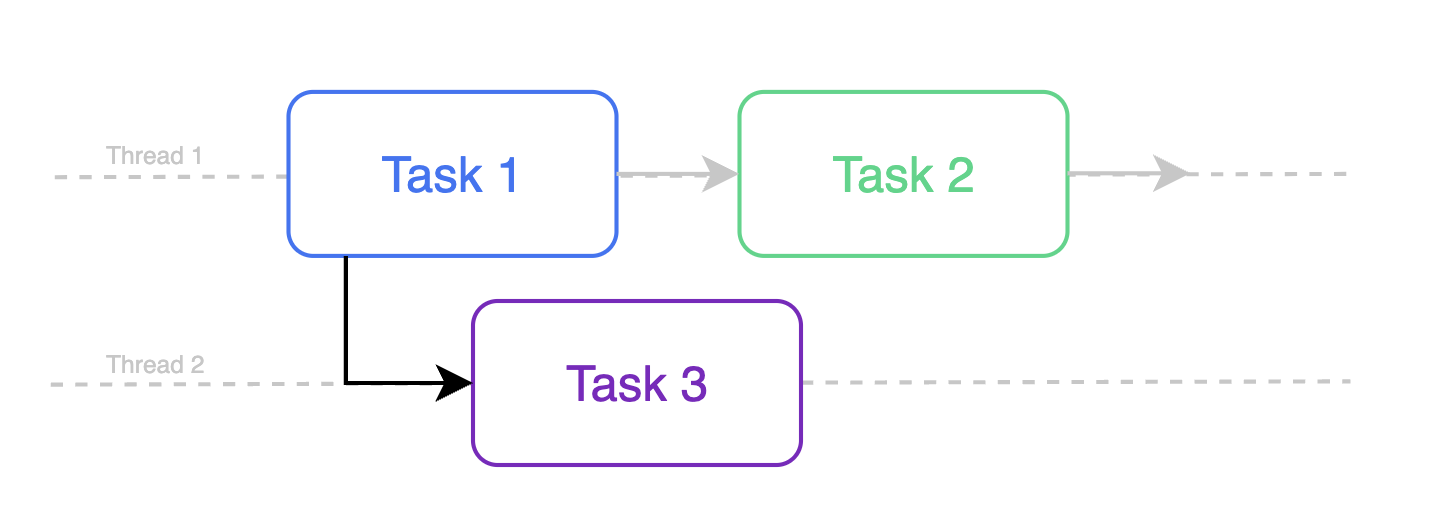 Thread 1
Task 1
Task 2
Thread 2
Task 3